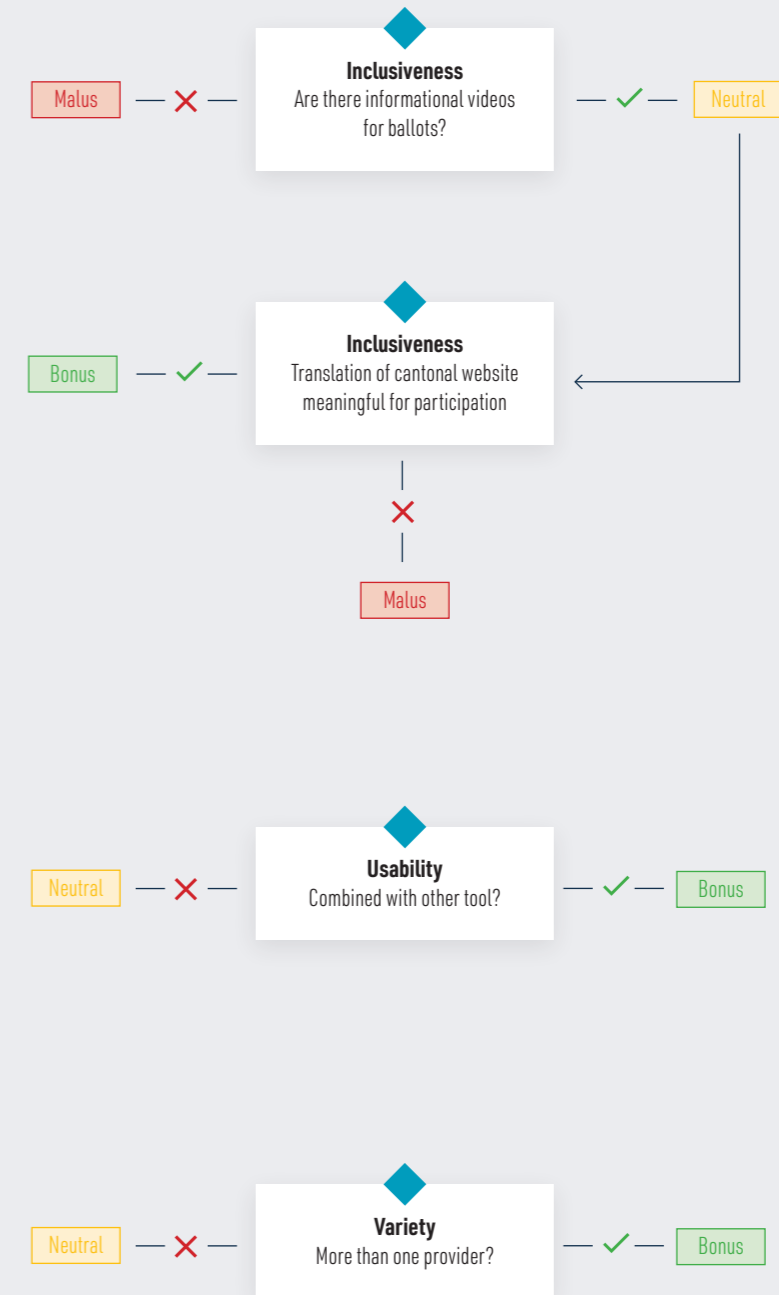 Inclusiveness
Malus
Are there informational videos
for ballots?
Neutral
Inclusiveness
Bonus
Translation of cantonal website
meaningful for participation
Malus
Usability
Neutral
Combined with other tool?
Bonus
Variety
Neutral
More than one provider?
Bonus